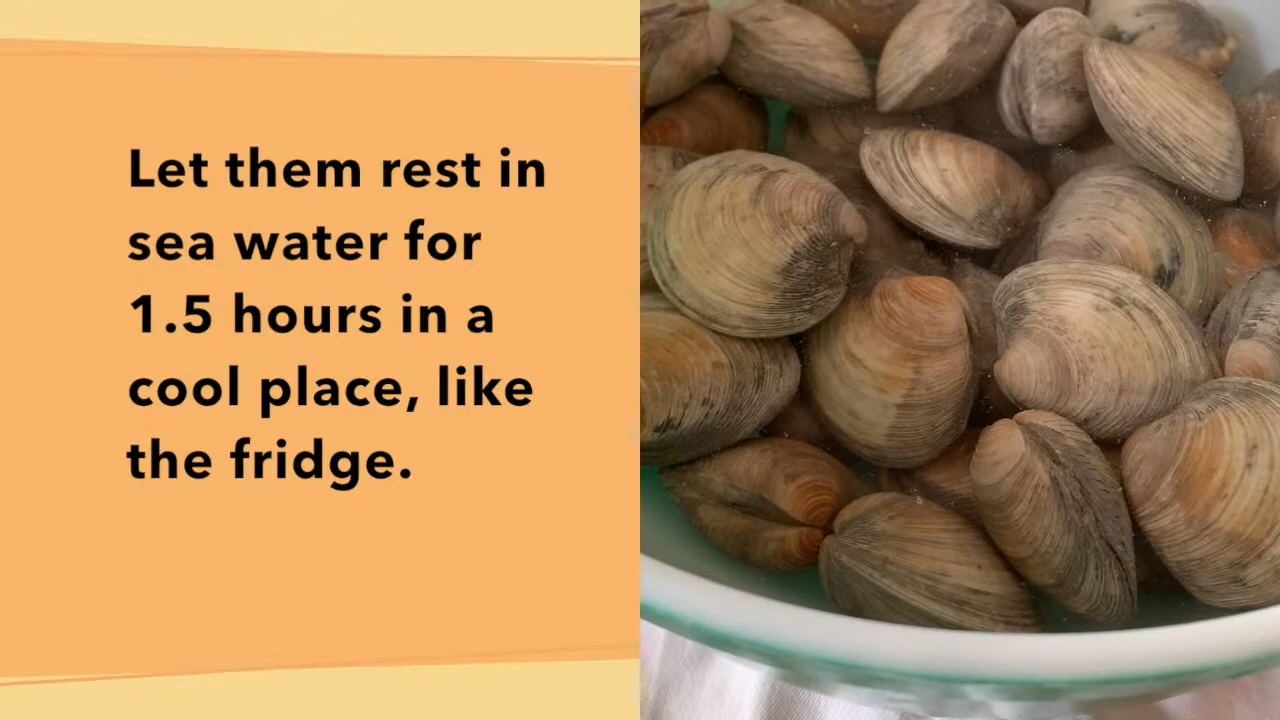 Let them rest in
sea water for
1.5 hours in a
cool place, like
the fridge.